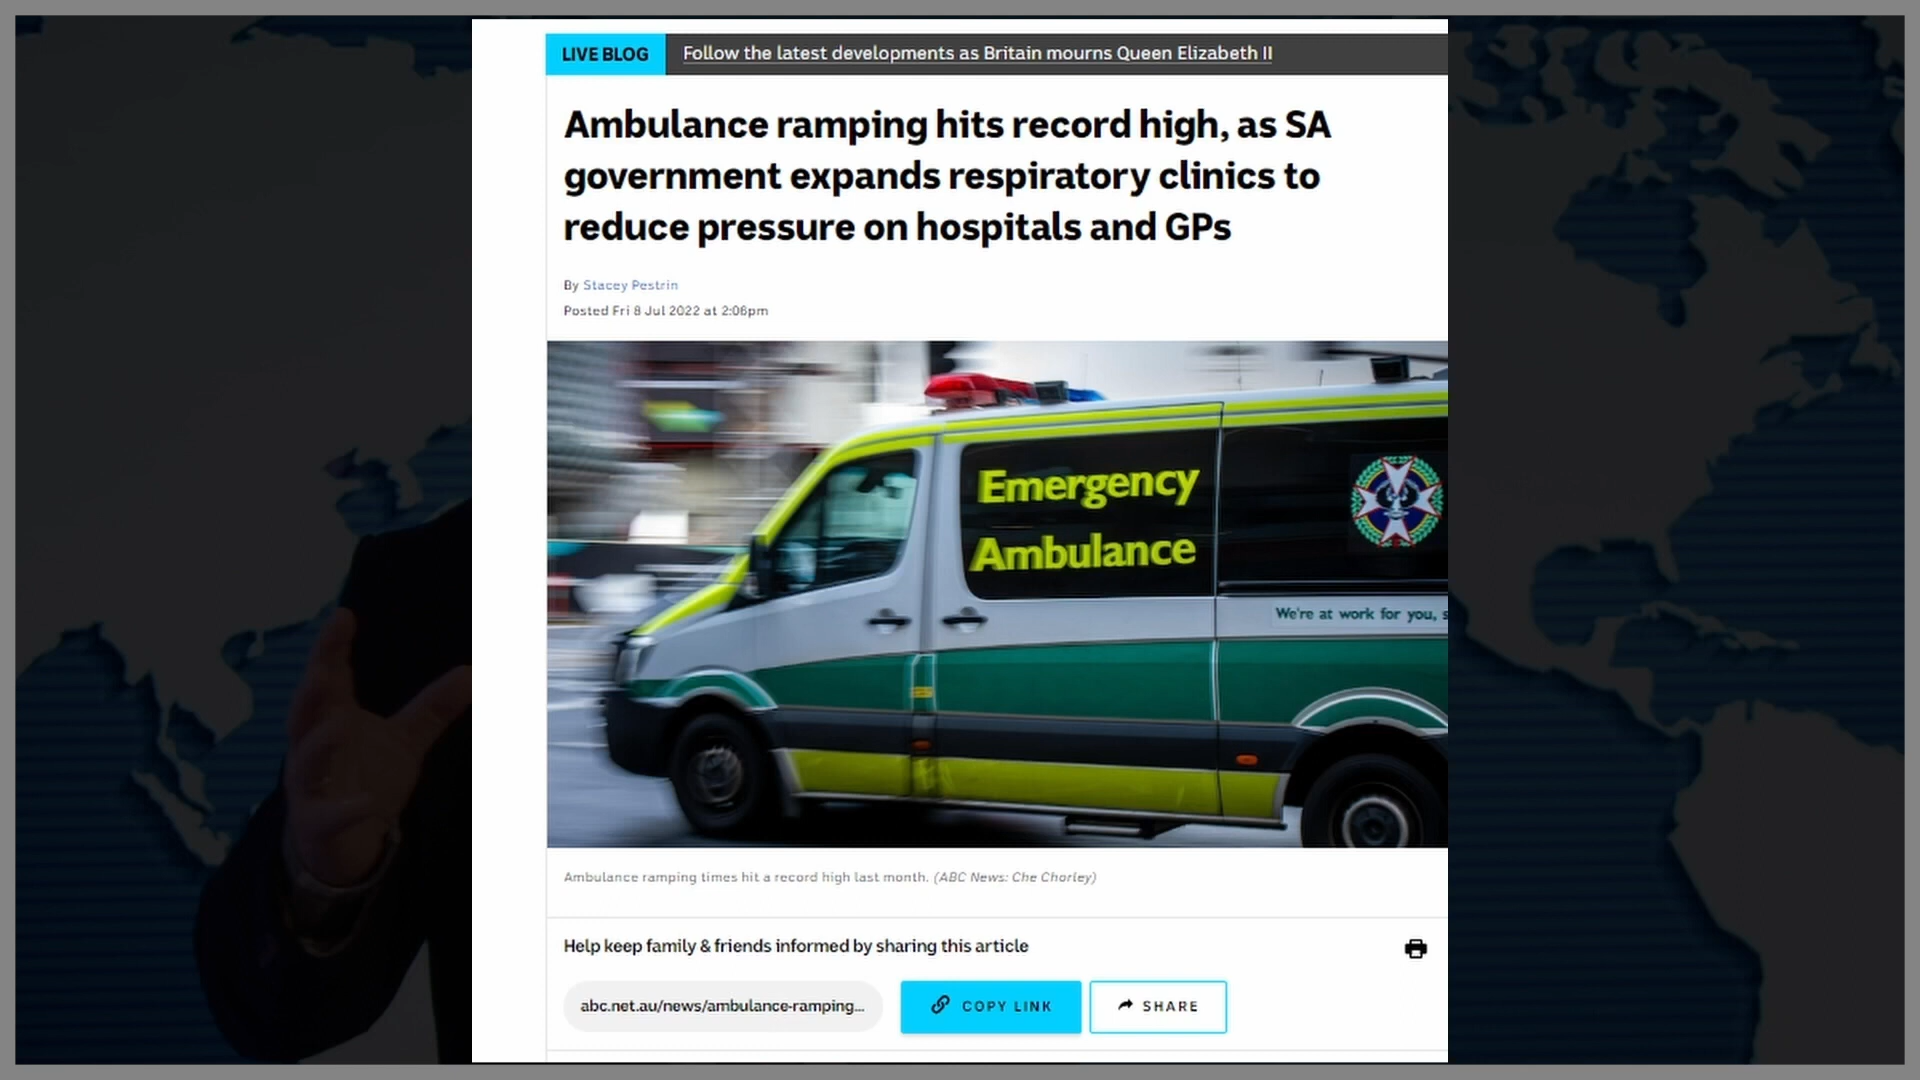 LIVE BLOG Follow the latest developments as Britain mourns Queen Elizabeth II
Ambulance ramping hits record high, as SA
government expands respiratory clinics to
reduce pressure on hospitals and GPs
By Stacey Pestrin
Posted Fri 8 Jul 2022 at 2:06pm
Emergency
Ambulance
We're at work for you, s
Ambulance ramping times hit a record high last month. (ABC News: Che Chorley)
Help keep family & friends informed by sharing this article
abc.net.au/news/ambulance-ramping...
COPY LINK
SHARE